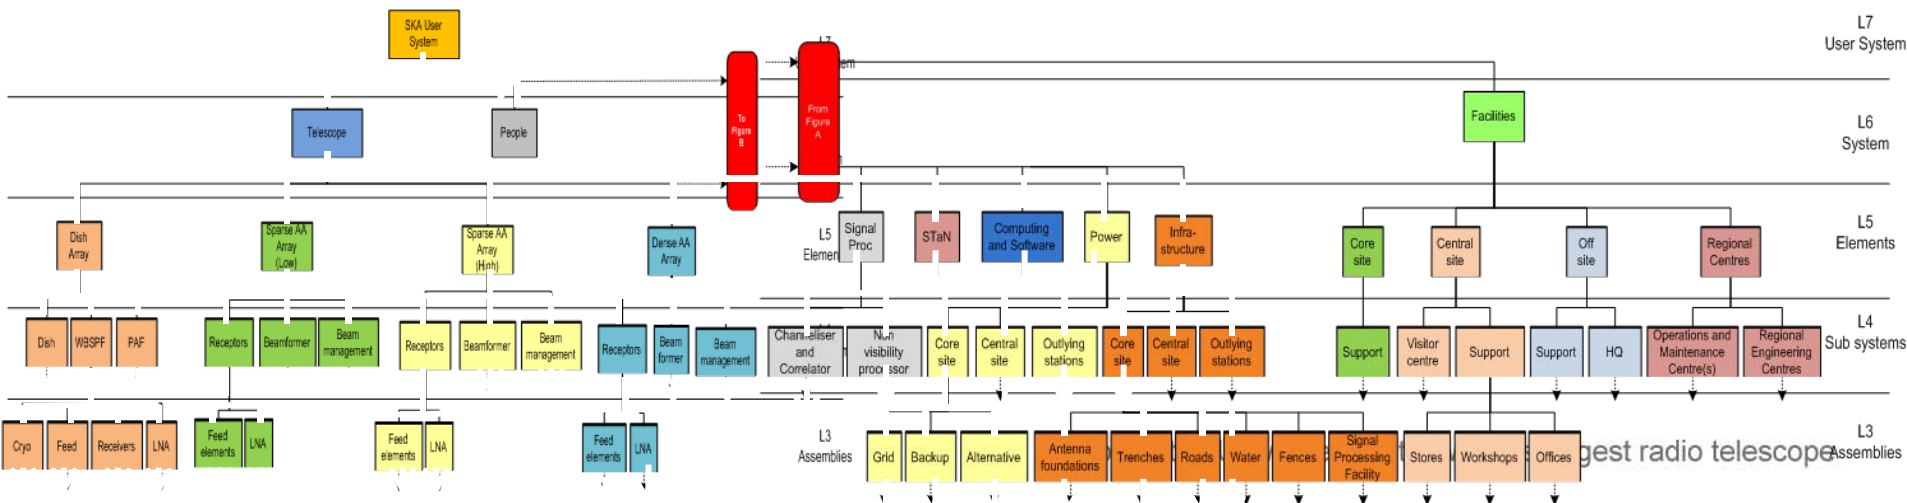 SKA User
System
L7
User System
Telescope
People
To
Figure
B
From
Figure
A
Facilities
L6
System
Dish
Array
Sparse AA
Array
(Low)
Sparse AA
Array
(High)
Dense AA
Array
L5
Signal
Proc
STaN
Computing
and Software
Power
Infra-
structure
Core
site
Central
site
Off
site
Regional
Centres
L5
Elements
Dish
WBSPF
PAF
Receptors
Beamformer
Beam
management
Receptors
Beamformer
Beam
management
Receptors
Beam
former
Beam
management
Channeliser
and
Correlator
Non
visibility
processor
Core
site
Central
site
Outlying
stations
Core
site
Central
site
Outlying
stations
Support
Visitor
centre
Support
Support
HQ
Operations and
Maintenance
Centre(s)
Regional
Engineering
Centres
L4
Sub systems
Cryo
Feed
Receivers
LNA
Feed
elements
LNA
Feed
elements
LNA
Feed
elements
LNA
L3
Assemblies
Grid
Backup
Alternative
Antenna
foundations
Trenches
Roads
Water
Fences
Signal
Processing
Facility
Stores
Workshops
Offices
gest radio telescope
L3
Assemblies